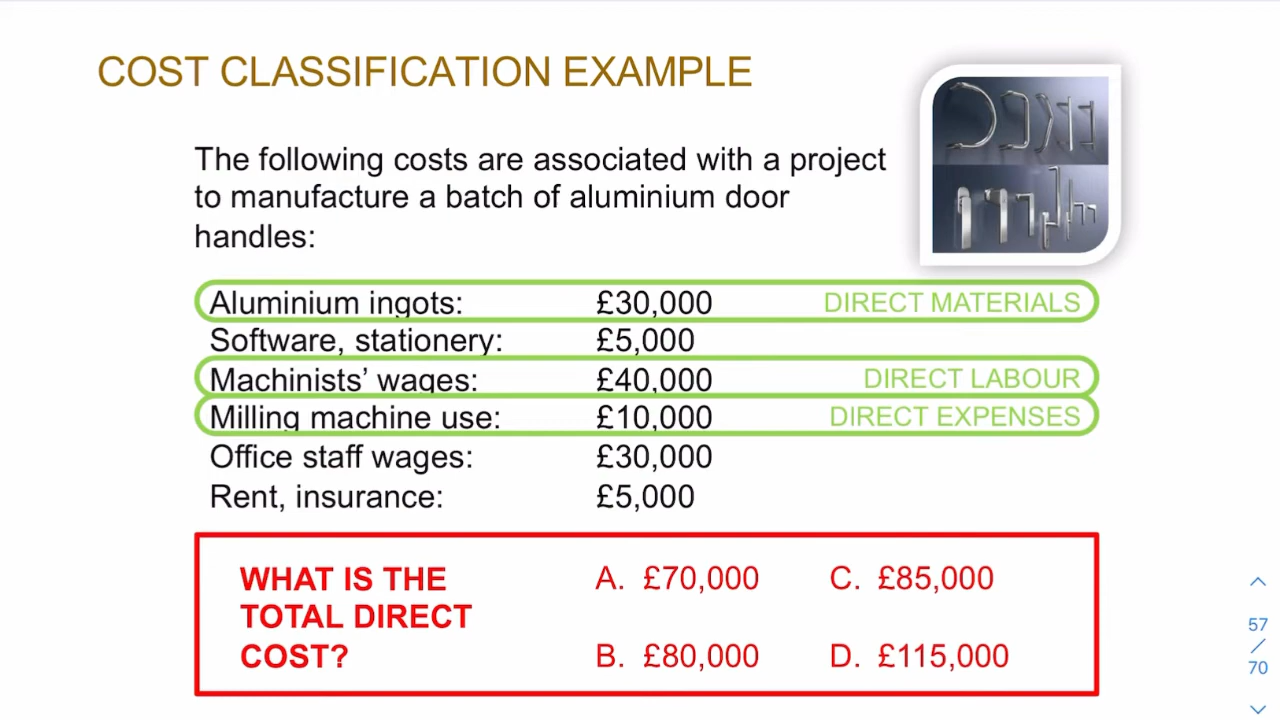 COST CLASSIFICATION EXAMPLE
The following costs are associated with a project
to manufacture a batch of aluminium door
handles:
Aluminium ingots: £30,000 DIRECT MATERIALS
Software, stationery: £5,000
Machinists’ wages: £40,000 DIRECT LABOUR
Milling machine use: £10,000 DIRECT EXPENSES
Office staff wages: £30,000
Rent, insurance: £5,000
WHAT IS THE
TOTAL DIRECT
COST?
A. £70,000 C. £85,000
B. £80,000 D. £115,000
57
/
70